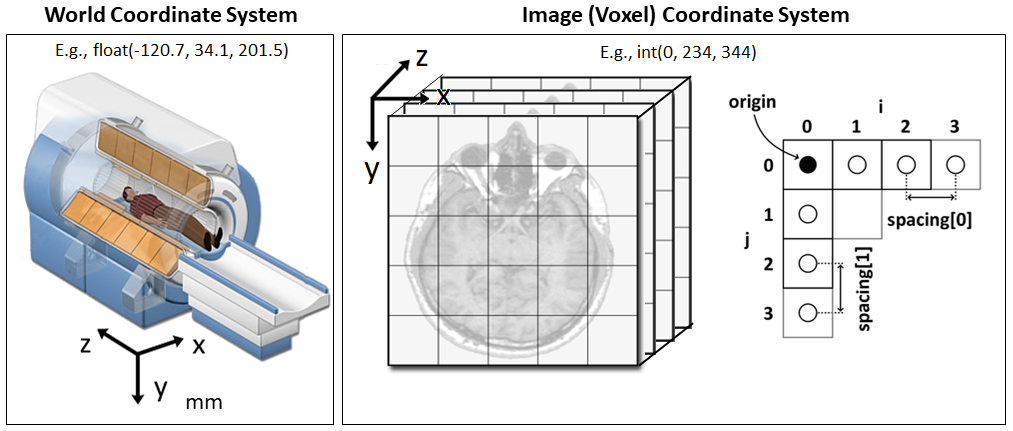 World Coordinate System
E.g., float(-120.7, 34.1, 201.5)
z
x
y
mm
Image (Voxel) Coordinate System
E.g., int(0, 234, 344)
z
x
y
origin
i
0 1 2 3
0
1
j
2
3
spacing[0]
spacing[1]